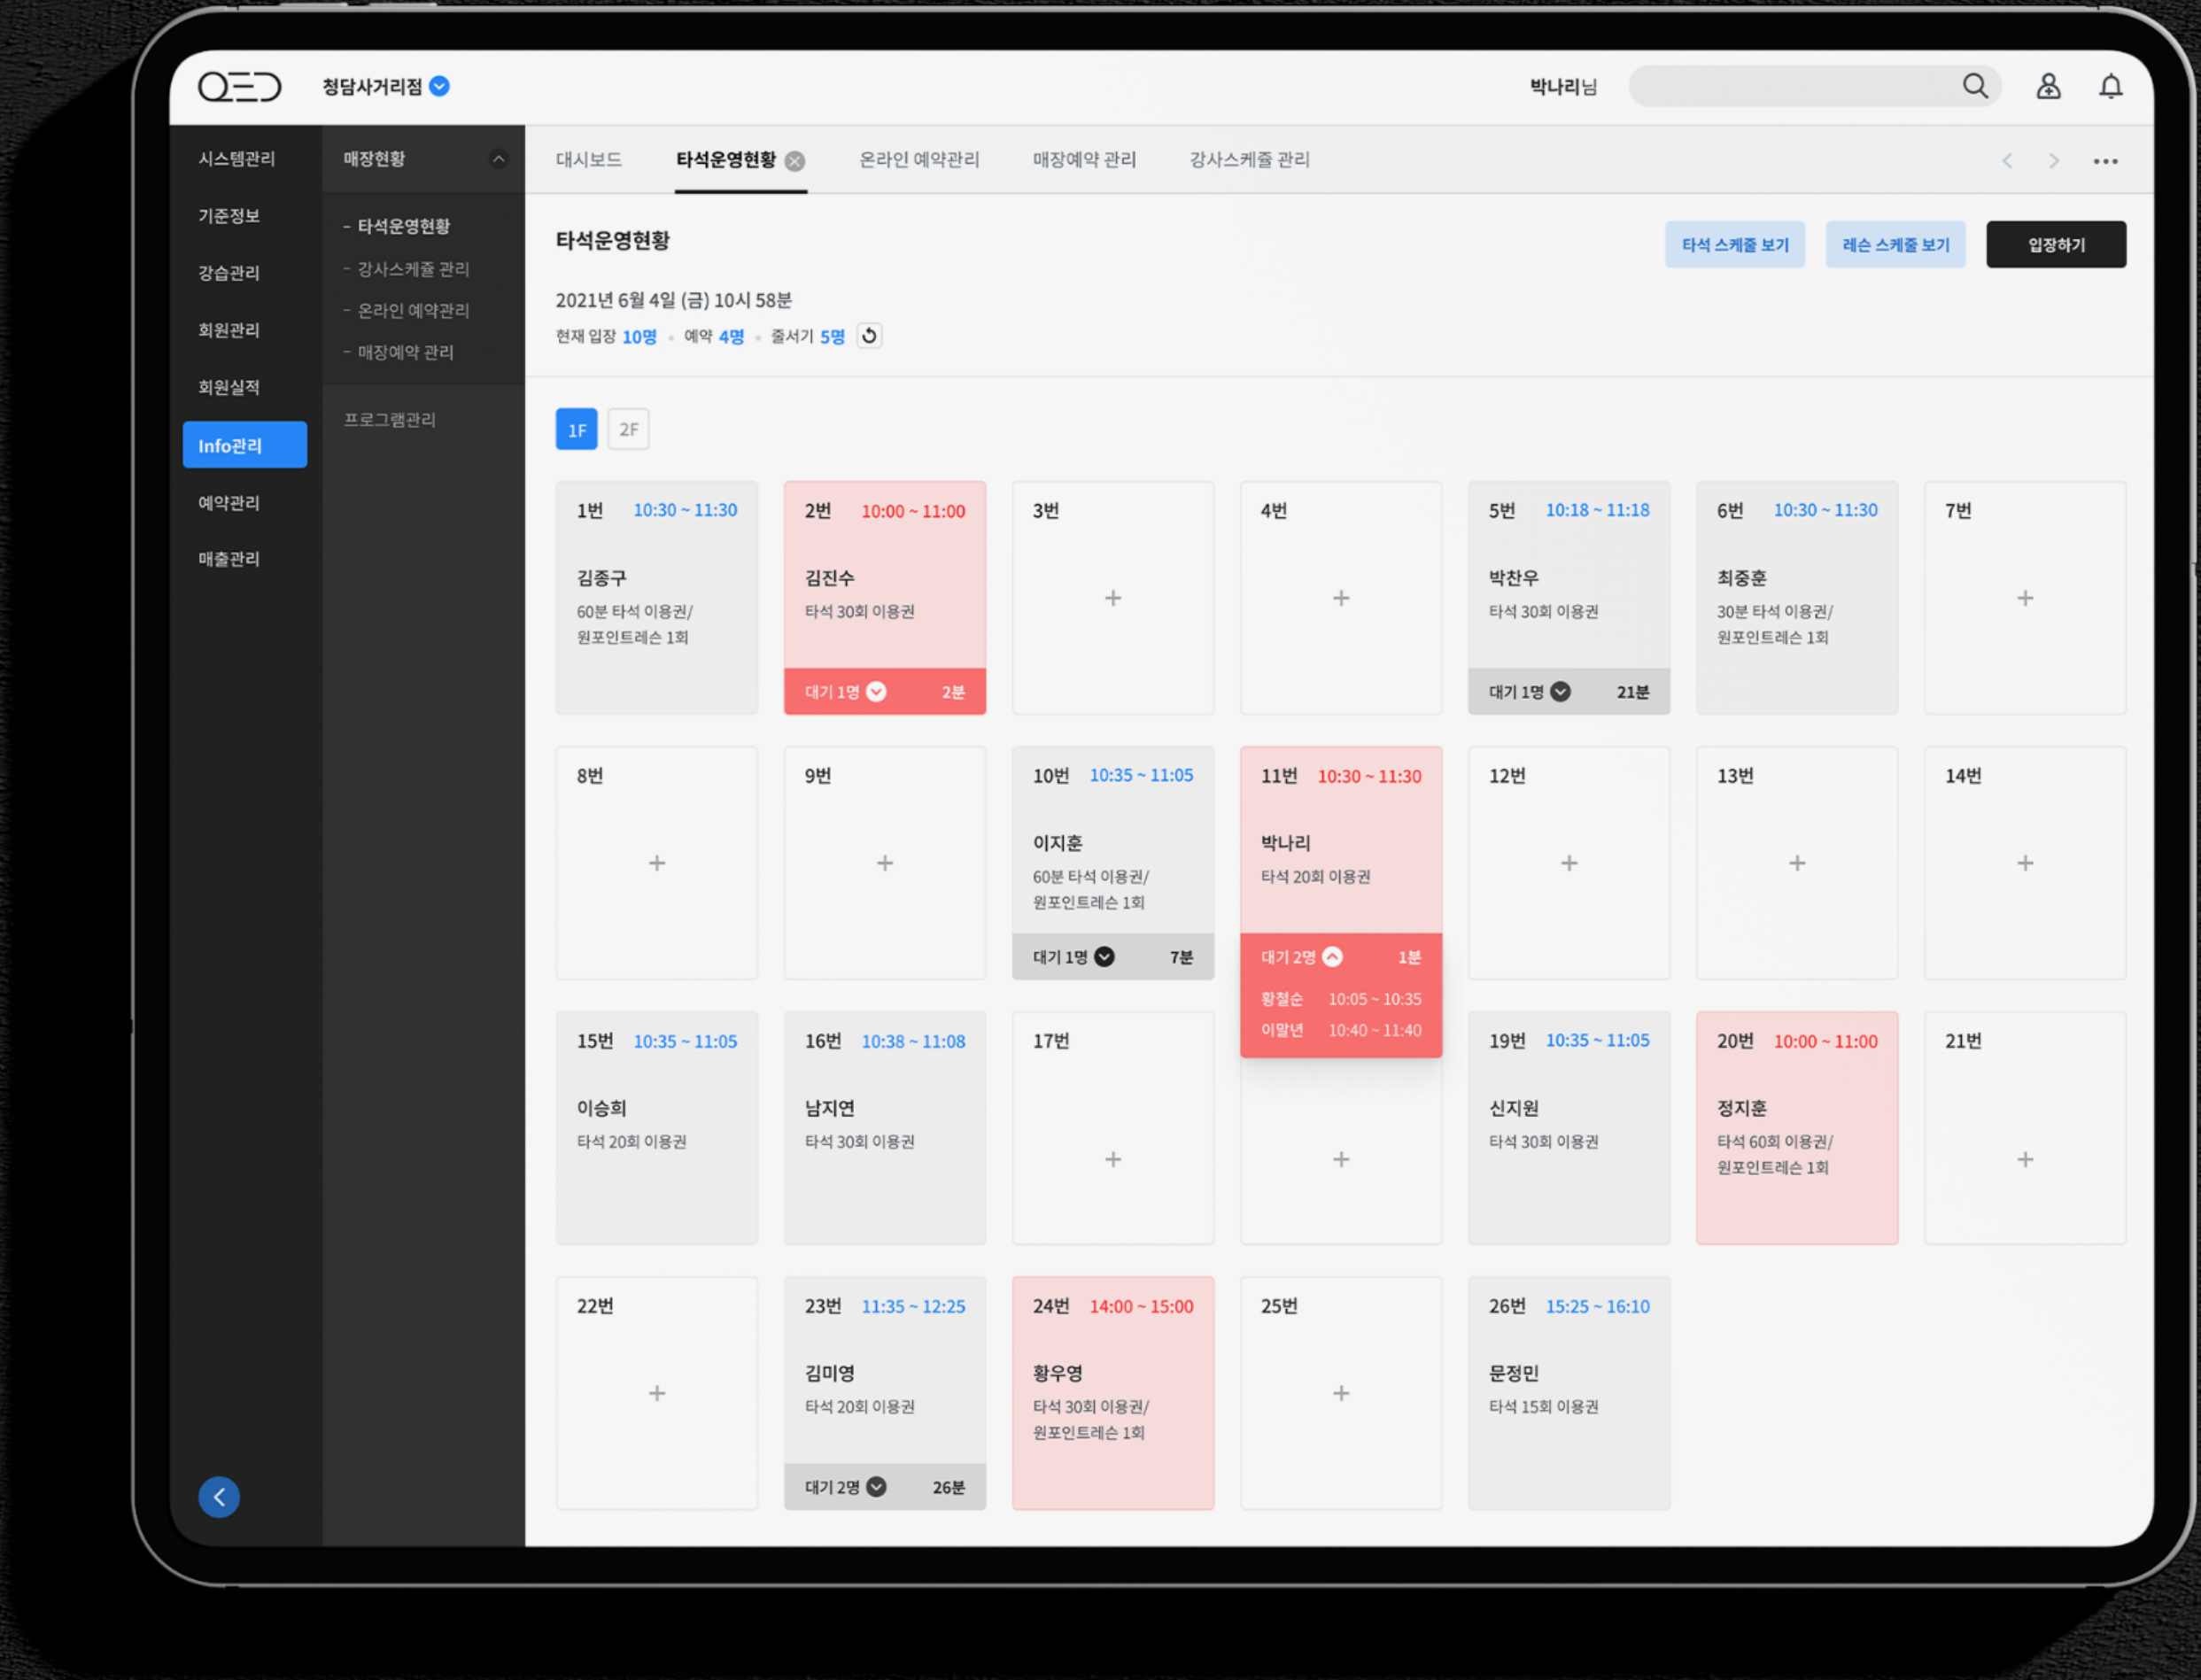 QED
청담사거리점
박나리님
시스템관리
기준정보
강습관리
회원관리
회원실적
Info관리
예약관리
매출관리
매장현황
- 타석운영현황
- 강사스케쥴 관리
- 온라인 예약관리
- 매장예약 관리
프로그램관리
대시보드 타석운영현황 온라인 예약관리 매장예약 관리 강사스케쥴 관리
타석운영현황
타석 스케줄 보기 레슨 스케줄 보기 입장하기
2021년 6월 4일 (금) 10시 58분
현재 입장 10명 • 예약 4명 • 줄서기 5명
1F 2F
1번 10:30 ~ 11:30
김종구
60분 타석 이용권/
원포인트레슨 1회
2번 10:00 ~ 11:00
김진수
타석 30회 이용권
대기 1명 2분
3번
+
4번
+
5번 10:18 ~ 11:18
박찬우
타석 30회 이용권
대기 1명 21분
6번 10:30 ~ 11:30
최중훈
30분 타석 이용권/
원포인트레슨 1회
7번
+
8번
+
9번
+
10번 10:35 ~ 11:05
이지훈
60분 타석 이용권/
원포인트레슨 1회
대기 1명 7분
11번 10:30 ~ 11:30
박나리
타석 20회 이용권
대기 2명 1분
황철순 10:05 ~ 10:35
이말년 10:40 ~ 11:40
12번
+
13번
+
14번
+
15번 10:35 ~ 11:05
이승희
타석 20회 이용권
16번 10:38 ~ 11:08
남지연
타석 30회 이용권
17번
+
+
19번 10:35 ~ 11:05
신지원
타석 30회 이용권
20번 10:00 ~ 11:00
정지훈
타석 60회 이용권/
원포인트레슨 1회
21번
+
22번
+
23번 11:35 ~ 12:25
김미영
타석 20회 이용권
대기 2명 26분
24번 14:00 ~ 15:00
황우영
타석 30회 이용권/
원포인트레슨 1회
25번
+
26번 15:25 ~ 16:10
문정민
타석 15회 이용권